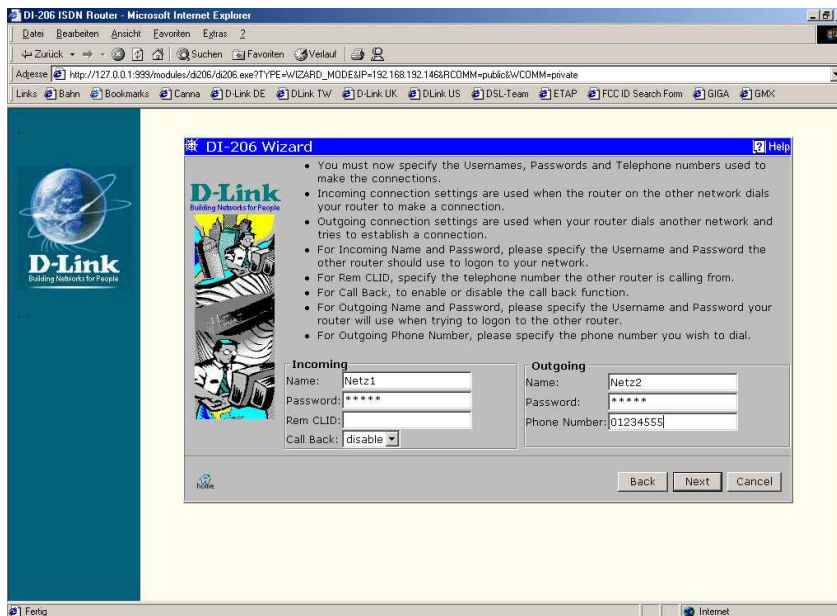 DI-206 ISDN Router - Microsoft Internet Explorer
Datei Bearbeiten Ansicht Favoriten Extras ?
Zurück Suchen Favoriten Verlauf
Adresse http://127.0.0.1:999/modules/di206/di206.exe?TYPE=WIZARD_MODE&IP=192.168.192.146&RCOMM=public&WCOMM=private
Links Bahn Bookmarks Canna D-Link DE DLink TW D-Link UK DLink US DSL-Team ETAP FCC ID Search Form GIGA GMX
D-Link
Building Networks for People
DI-206 Wizard
? Help
D-Link
Building Networks for People
• You must now specify the Usernames, Passwords and Telephone numbers used to
make the connections.
• Incoming connection settings are used when the router on the other network dials
your router to make a connection.
• Outgoing connection settings are used when your router dials another network and
tries to establish a connection.
• For Incoming Name and Password, please specify the Username and Password the
other router should use to logon to your network.
• For Rem CLID, specify the telephone number the other router is calling from.
• For Call Back, to enable or disable the call back function.
• For Outgoing Name and Password, please specify the Username and Password your
router will use when trying to logon to the other router.
• For Outgoing Phone Number, please specify the phone number you wish to dial.
Incoming
Name: Netz1
Password: *****
Rem CLID:
Call Back: disable
Outgoing
Name: Netz2
Password: *****
Phone Number: 01234555
home
Back Next Cancel
Fertig
Internet